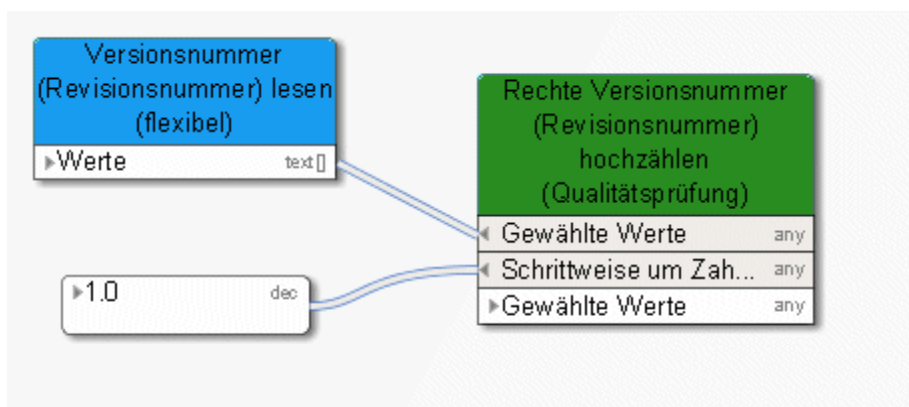 Versionsnummer
(Revisionsnummer) lesen
(flexibel)
Werte text[]
1.0 dec
Rechte Versionsnummer
(Revisionsnummer)
hochzählen
(Qualitätsprüfung)
Gewählte Werte any
Schrittweise um Zah... any
Gewählte Werte any